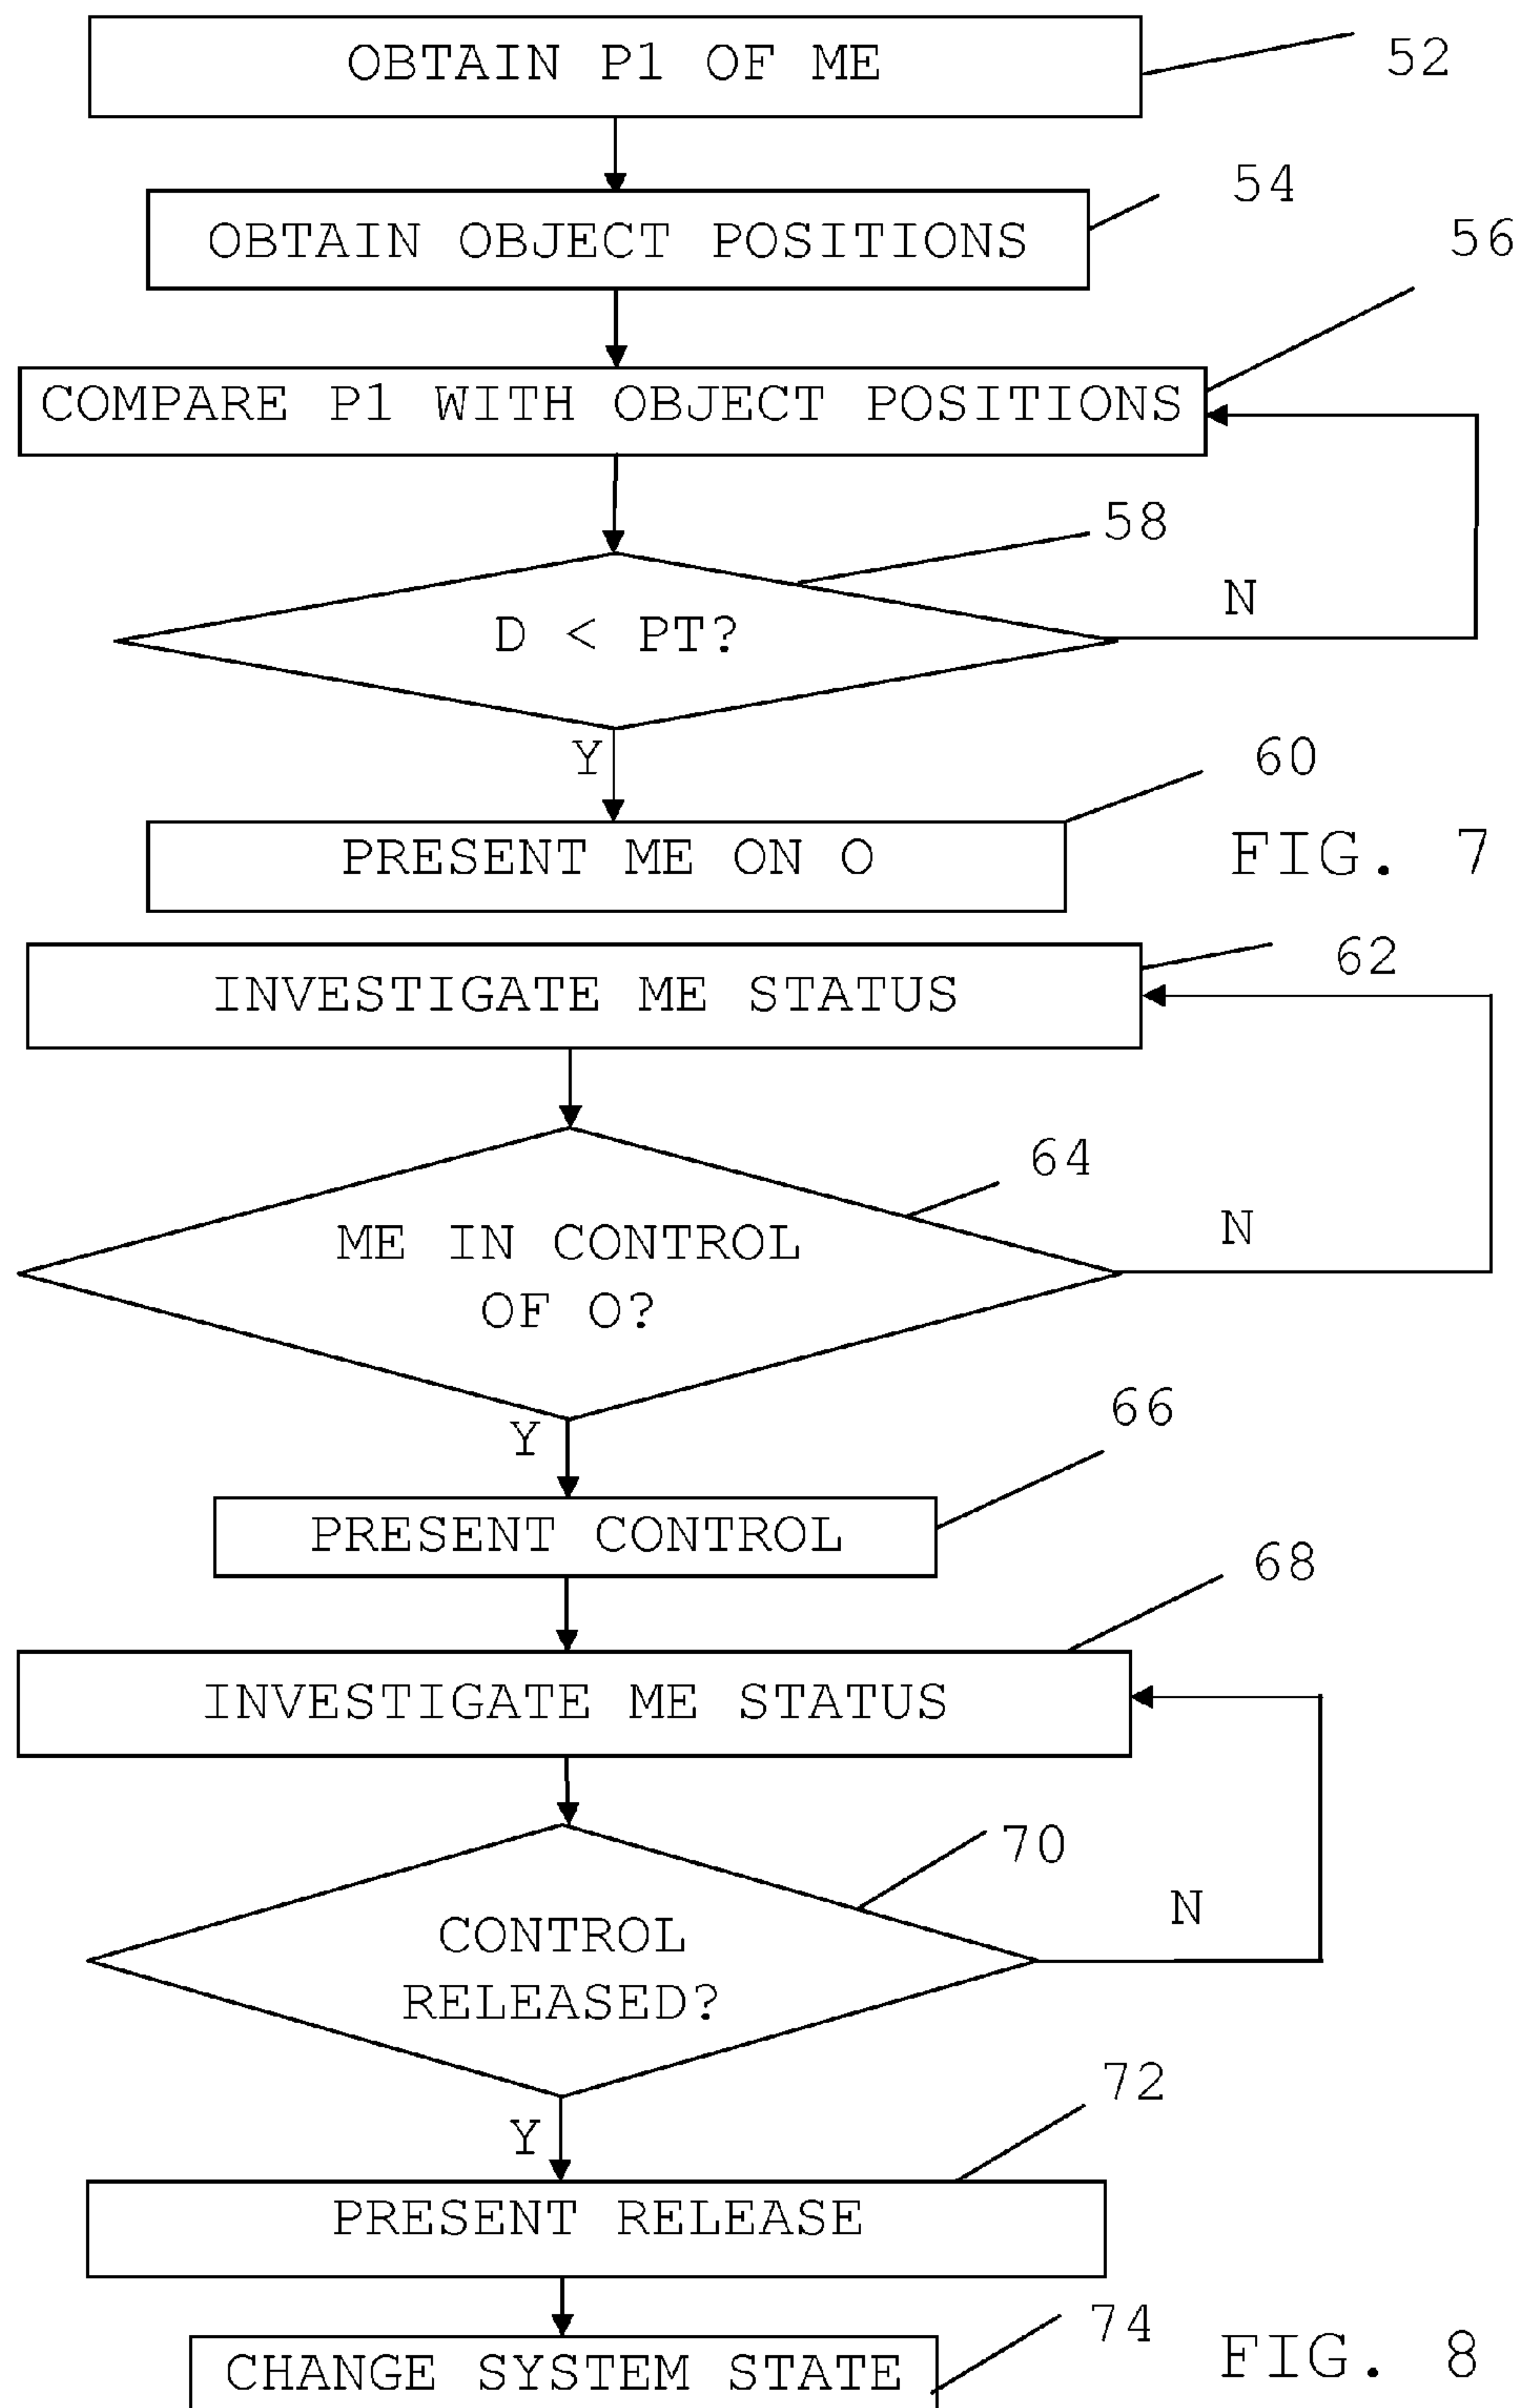 OBTAIN P1 OF ME
52
54
OBTAIN OBJECT POSITIONS
56
COMPARE P1 WITH OBJECT POSITIONS
58
D < PT?
N
Y
60
PRESENT ME ON O
FIG. 7
62
INVESTIGATE ME STATUS
64
ME IN CONTROL
OF O?
N
Y
66
PRESENT CONTROL
68
INVESTIGATE ME STATUS
70
CONTROL
RELEASED?
N
Y
72
PRESENT RELEASE
74
CHANGE SYSTEM STATE
FIG. 8